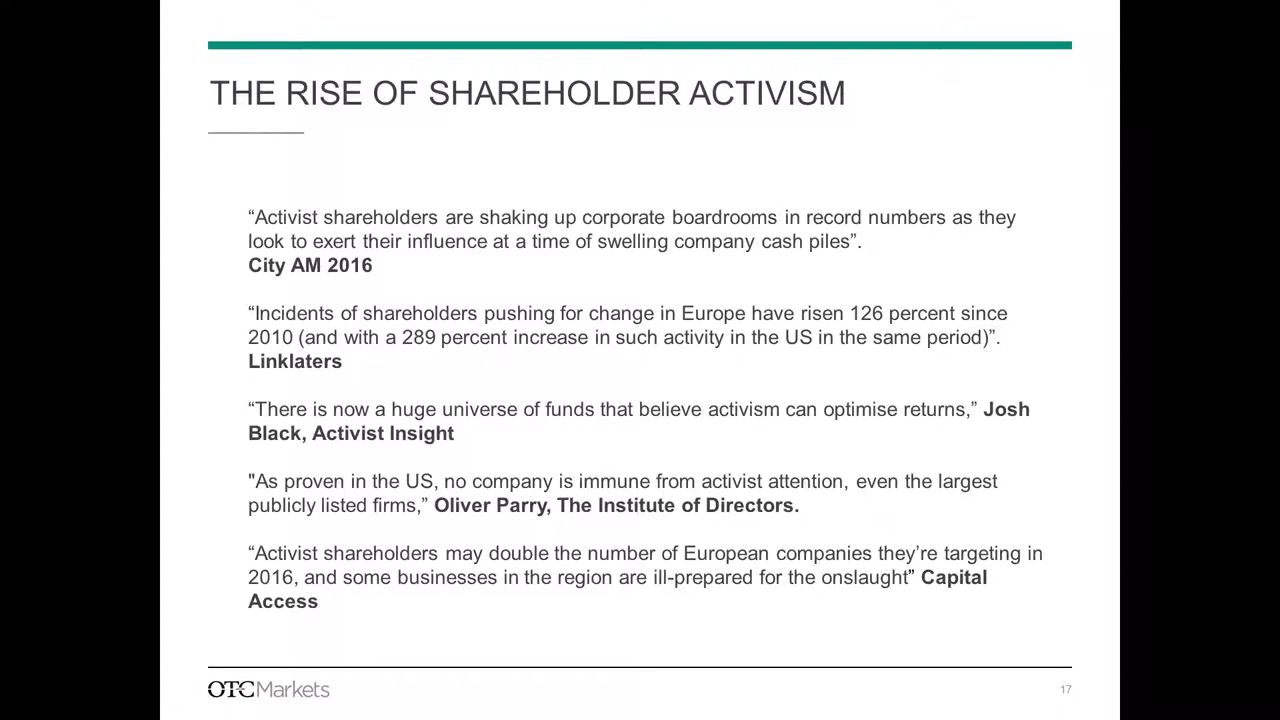 THE RISE OF SHAREHOLDER ACTIVISM
“Activist shareholders are shaking up corporate boardrooms in record numbers as they
look to exert their influence at a time of swelling company cash piles”.
City AM 2016
“Incidents of shareholders pushing for change in Europe have risen 126 percent since
2010 (and with a 289 percent increase in such activity in the US in the same period)”.
Linklaters
“There is now a huge universe of funds that believe activism can optimise returns,” Josh
Black, Activist Insight
"As proven in the US, no company is immune from activist attention, even the largest
publicly listed firms,” Oliver Parry, The Institute of Directors.
“Activist shareholders may double the number of European companies they’re targeting in
2016, and some businesses in the region are ill-prepared for the onslaught” Capital
Access
OTC Markets
17